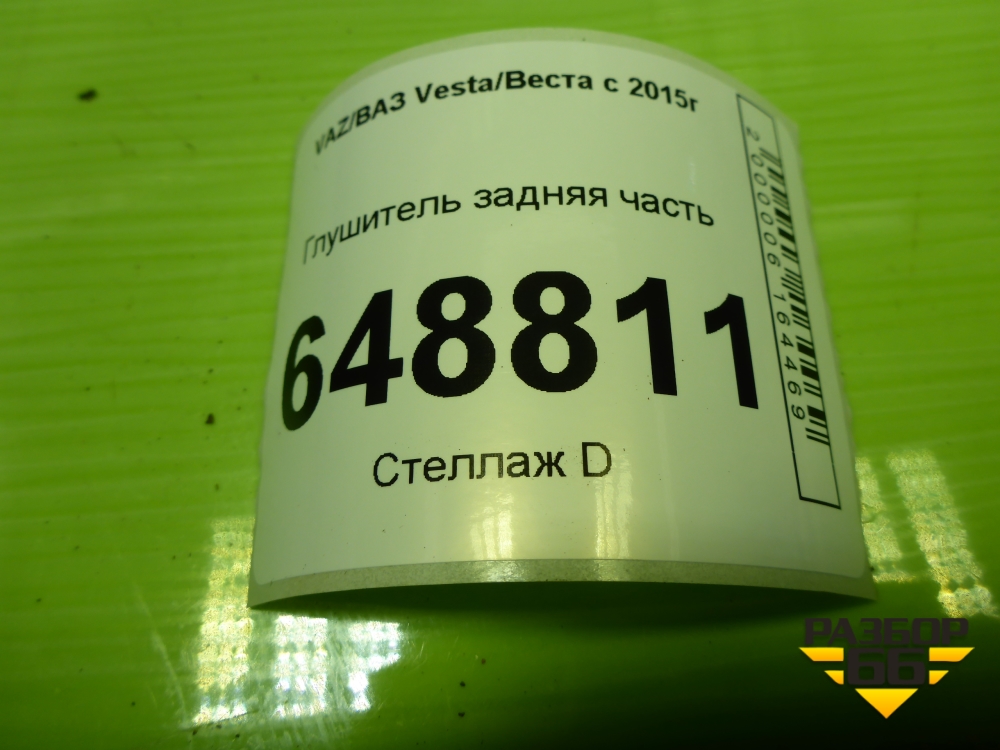 VAZ/ВАЗ Vesta/Веста с 2015г
Глушитель задняя часть
648811
Стеллаж D
2000006164469
РАЗБОР
66